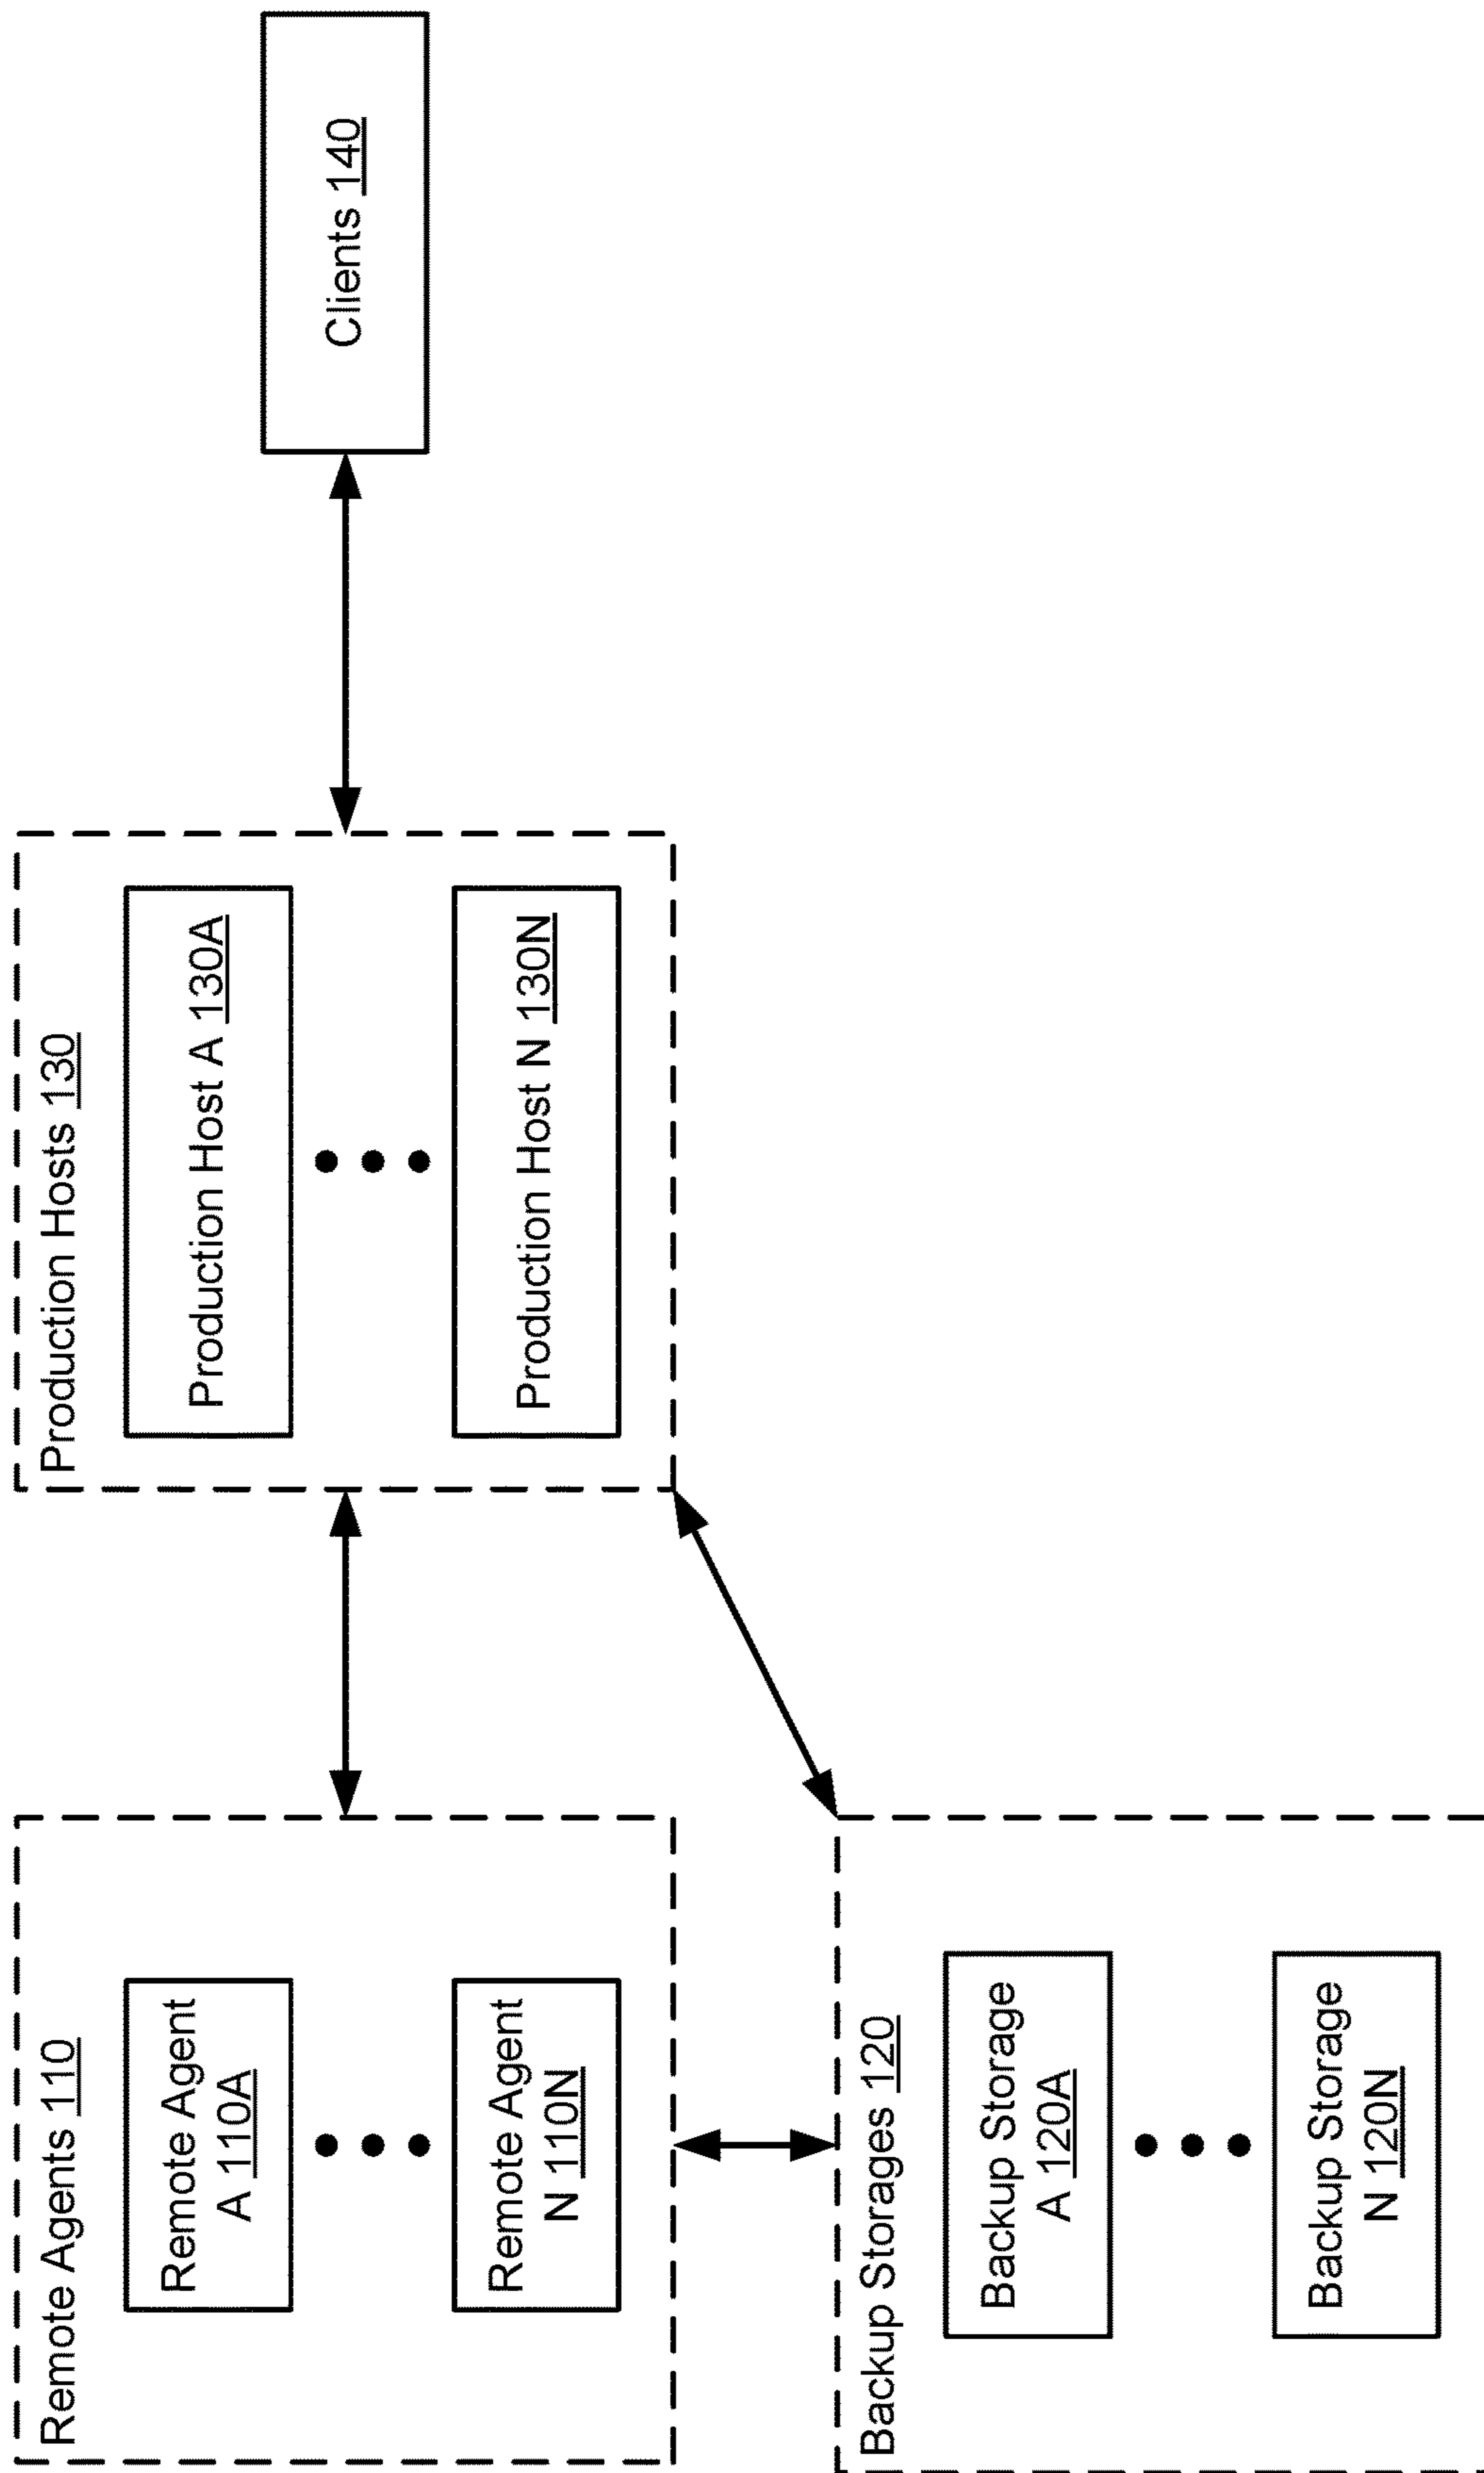 Remote Agents 110
Remote Agent
A 110A
Remote Agent
N 110N
Production Hosts 130
Production Host A 130A
Production Host N 130N
Clients 140
Backup Storages 120
Backup Storage
A 120A
Backup Storage
N 120N